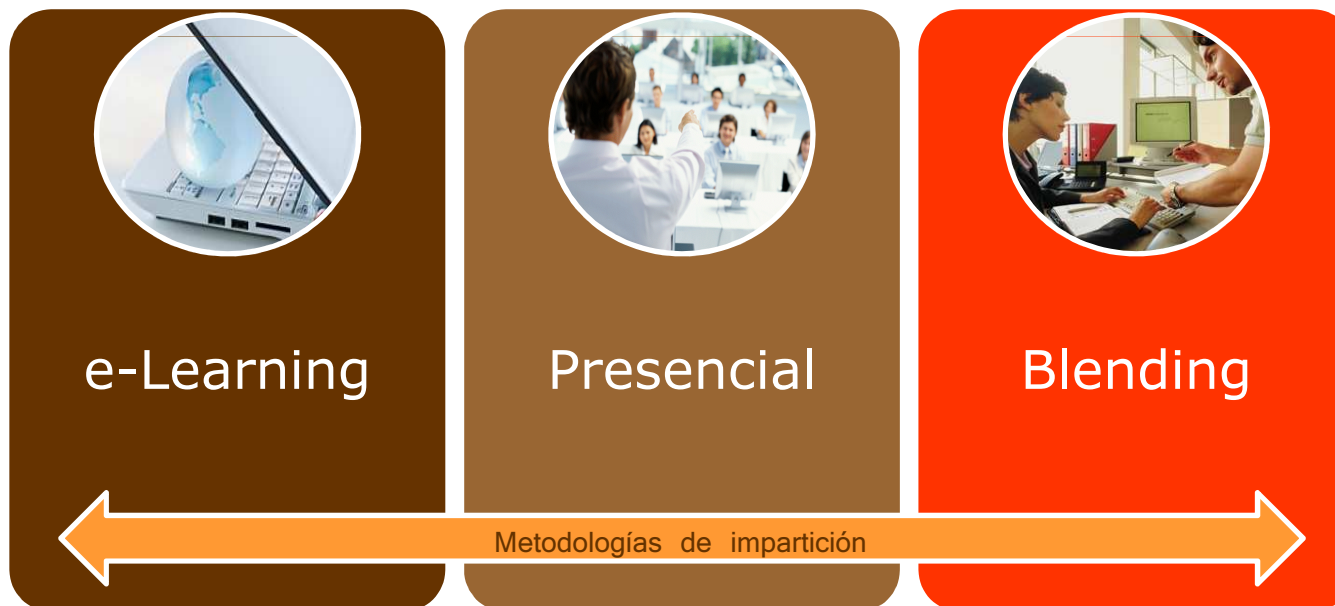 e-Learning
Presencial
Blending
Metodologías de impartición